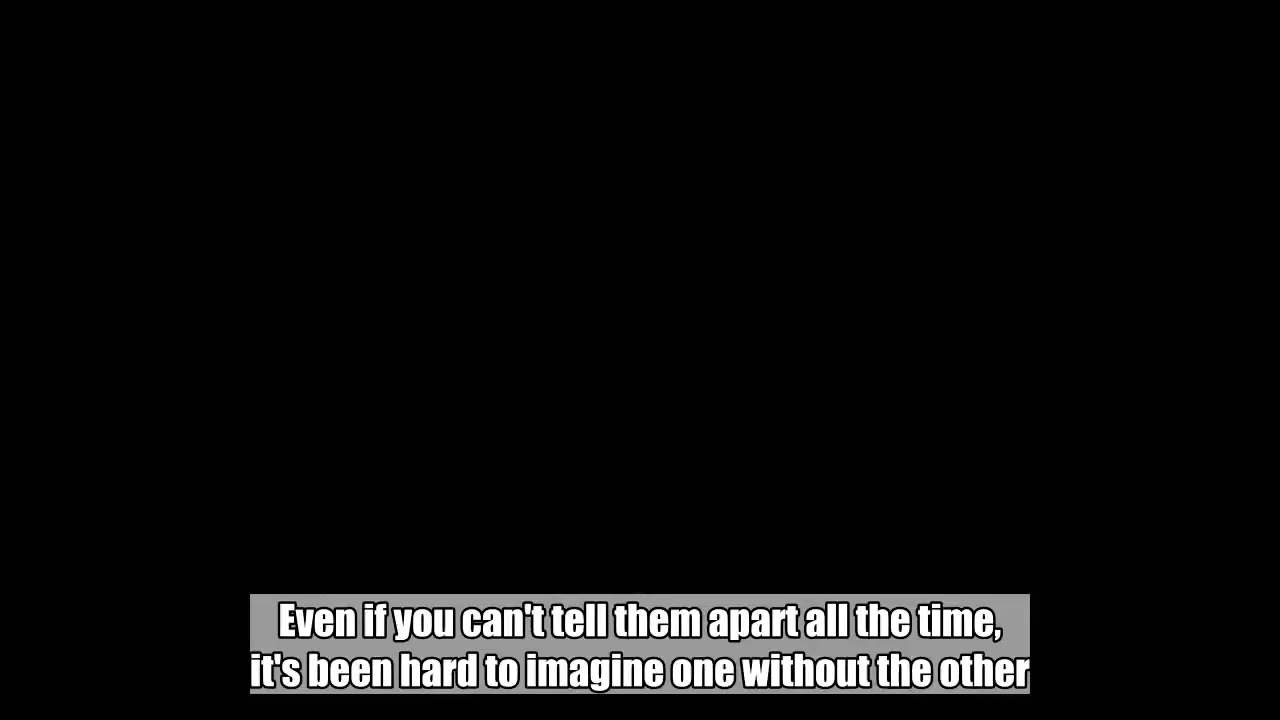 Even if you can't tell them apart all the time,
it's been hard to imagine one without the other